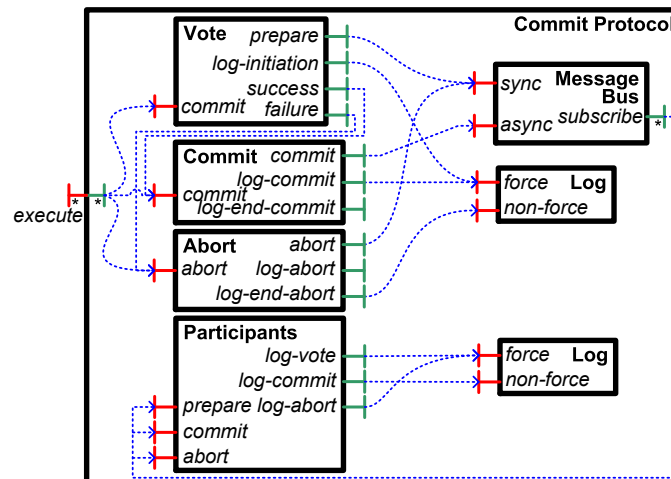 Commit Protocol
Vote
prepare
log-initiation
success
commit
failure
Message
Bus
sync
subscribe
*
async
Commit
commit
log-commit
commit
log-end-commit
force
Log
non-force
*
*
execute
Abort
abort
abort
log-abort
log-end-abort
Participants
log-vote
log-commit
prepare
log-abort
commit
abort
force
Log
non-force